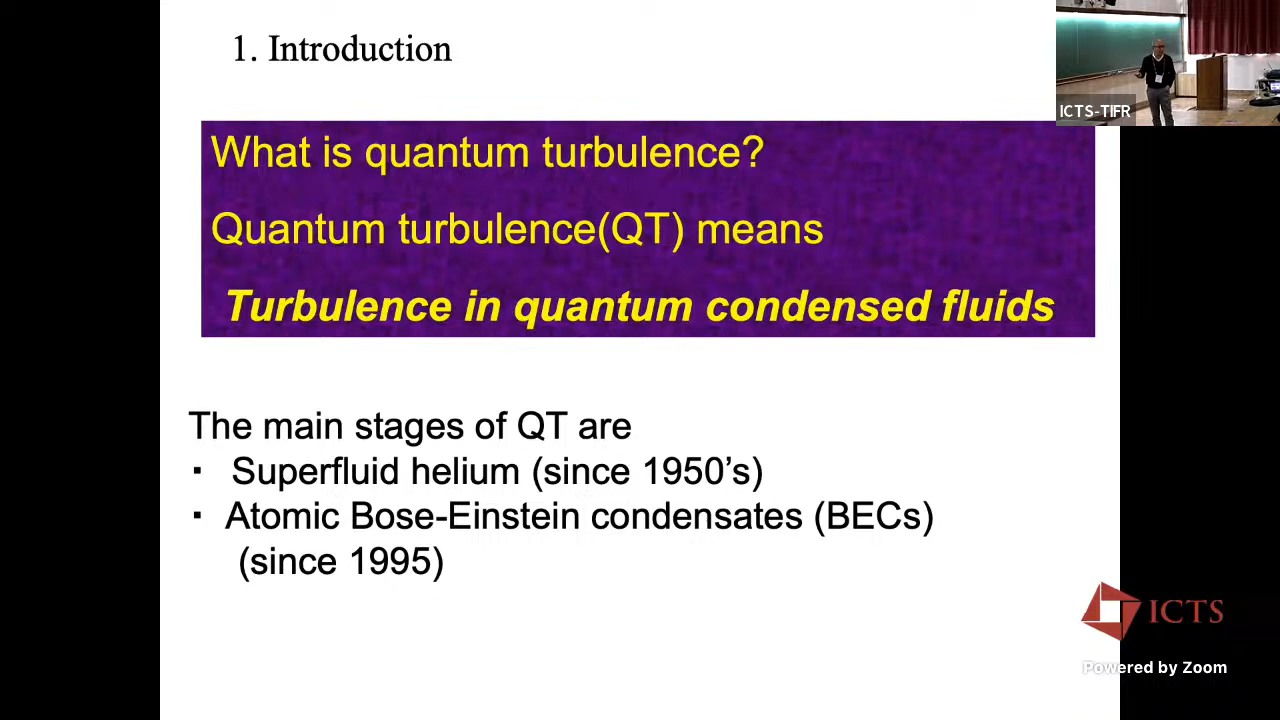 1. Introduction
ICTS-TIFR
What is quantum turbulence?
Quantum turbulence(QT) means
Turbulence in quantum condensed fluids
The main stages of QT are
・ Superfluid helium (since 1950’s)
・ Atomic Bose-Einstein condensates (BECs)
(since 1995)
ICTS
Powered by Zoom